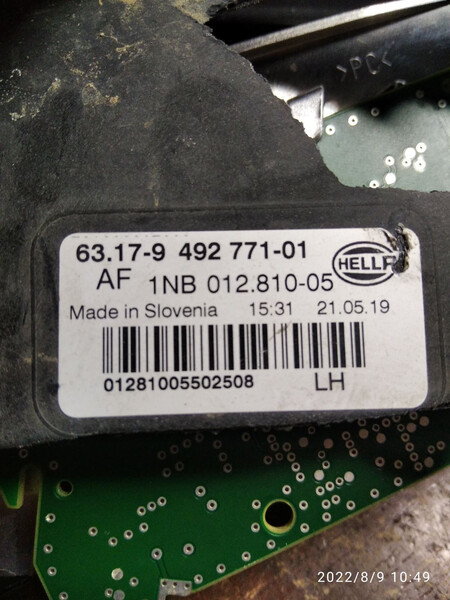 >PC<
63.17-9 492 771-01
AF 1NB 012.810-05
HELLA
Made in Slovenia 15:31 21.05.19
01281005502508 LH
2022/8/9 10:49